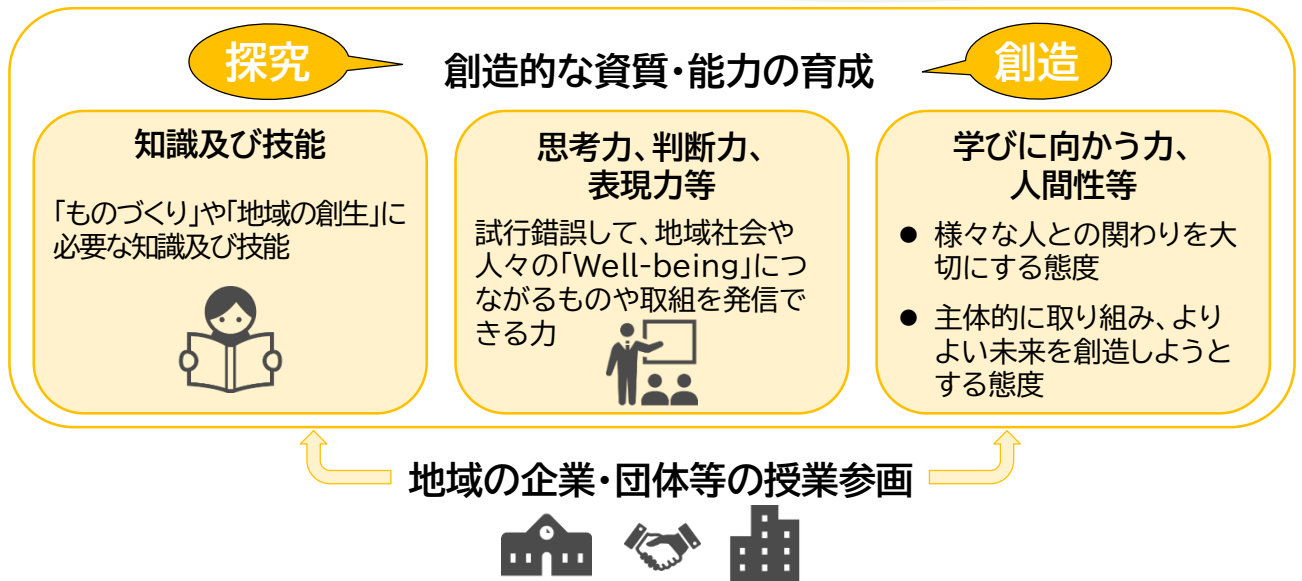 探究
創造的な資質・能力の育成
創造
知識及び技能
「ものづくり」や「地域の創生」に
必要な知識及び技能
思考力、判断力、
表現力等
試行錯誤して、地域社会や
人々の「Well-being」につ
ながるものや取組を発信で
きる力
学びに向かう力、
人間性等
● 様々な人との関わりを大
切にする態度
● 主体的に取り組み、より
よい未来を創造しようと
する態度
地域の企業・団体等の授業参画